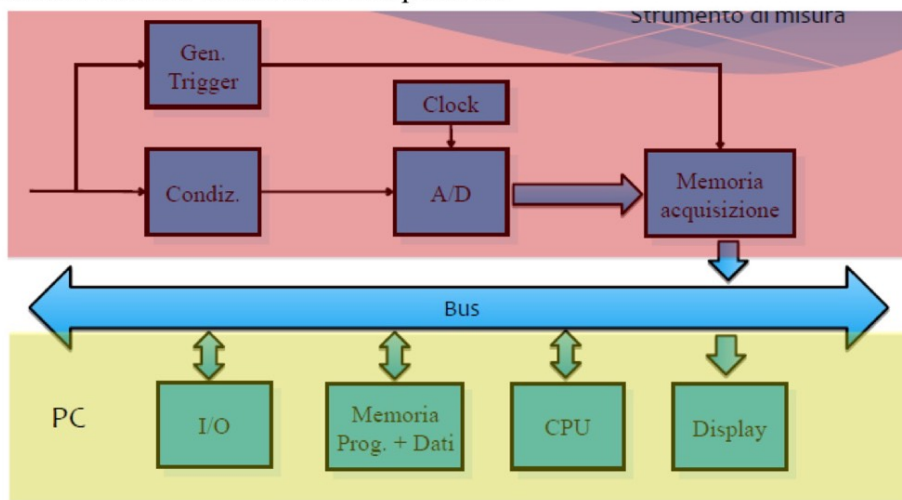 Strumento di misura
Gen.
Trigger
Clock
Condiz.
A/D
Memoria
acquisizione
Bus
PC
I/O
Memoria
Prog. + Dati
CPU
Display